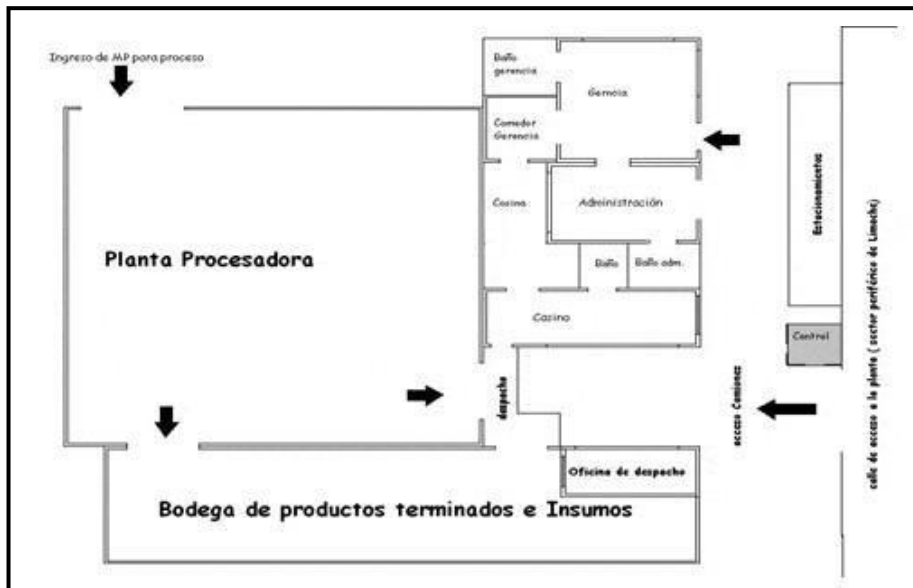 Ingreso de MP para proceso
Baño
gerencia
Gerncia
Comedor
Gerencia
Cosina
Administración
Estacionamientos
Planta Procesadora
Baño
Baño adm.
Casino
Control
despacho
acceso Camiones
calle de acceso a la planta ( sector periférico de Limache)
Oficina de despacho
Bodega de productos terminados e Insumos